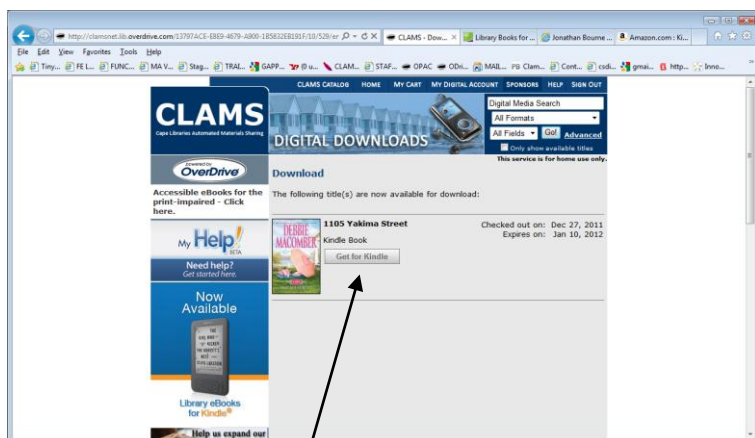 http://clamsnet.lib.overdrive.com/13797ACE-E8E9-4679-A900-1B5832EB191F/10/529/er
CLAMS - Dow...
Library Books for ...
Jonathan Bourne ...
Amazon.com : Ki...
File Edit View Favorites Tools Help
Tiny... FE L... FUNC... MA V... Stag... TRAI... GAPP... (0 u... CLAM... STAF... OPAC ODri... MAIL... Clam... Cont... csdi... gmai... http... Inno...
CLAMS CATALOG HOME MY CART MY DIGITAL ACCOUNT SPONSORS HELP SIGN OUT
CLAMS
Cape Libraries Automated Materials Sharing
DIGITAL DOWNLOADS
Digital Media Search
All Formats
All Fields Go! Advanced
Only show available titles
This service is for home use only.
powered by
OverDrive
Accessible eBooks for the
print-impaired - Click
here.
My Help!
BETA
Need help?
Get started here.
Now
Available
Library eBooks
for Kindle
Help us expand our
Download
The following title(s) are now available for download:
DEBBIE
MACOMBER
1105 Yakima Street
Kindle Book
Get for Kindle
Checked out on: Dec 27, 2011
Expires on: Jan 10, 2012